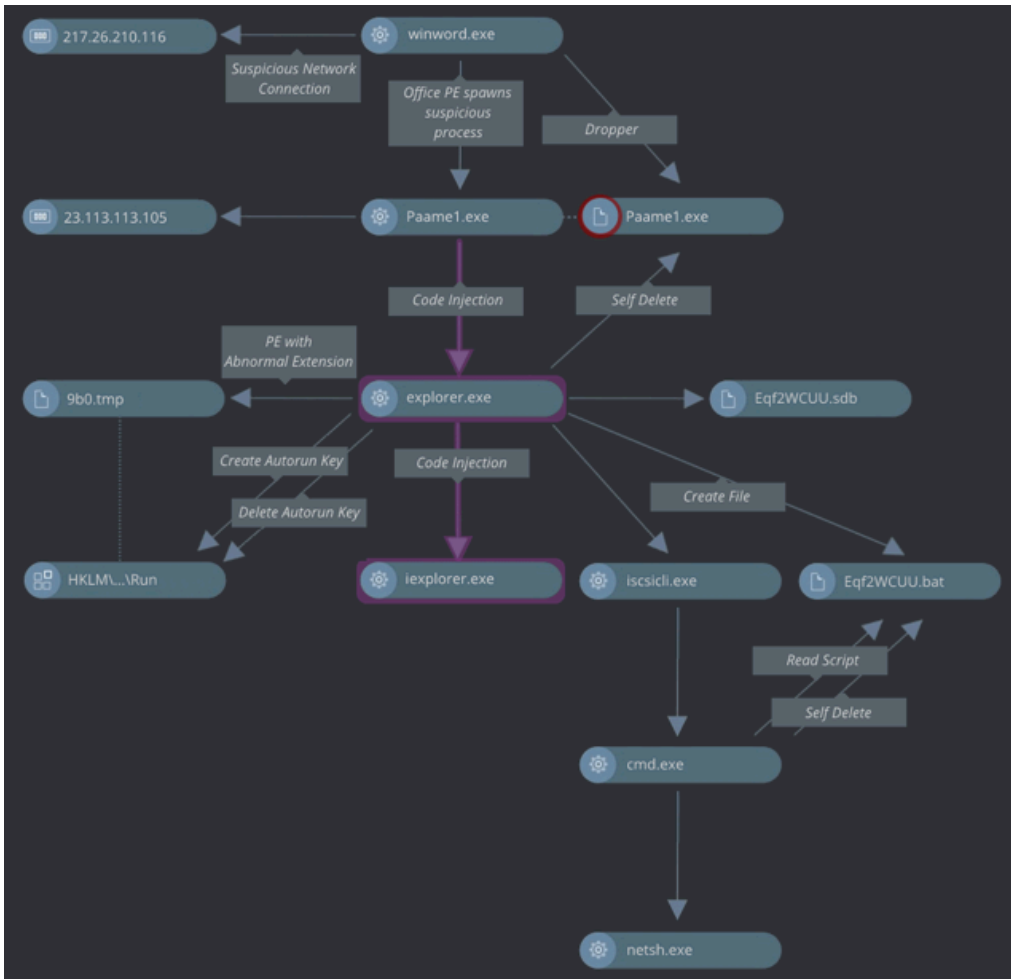 217.26.210.116
winword.exe
Suspicious Network
Connection
Office PE spawns
suspicious
process
Dropper
23.113.113.105
Paame1.exe
Paame1.exe
Code Injection
Self Delete
PE with
Abnormal Extension
9b0.tmp
explorer.exe
Eqf2WCUU.sdb
Create Autorun Key
Code Injection
Delete Autorun Key
Create File
HKLM\...\Run
iexplorer.exe
iscsicli.exe
Eqf2WCUU.bat
Read Script
Self Delete
cmd.exe
netsh.exe